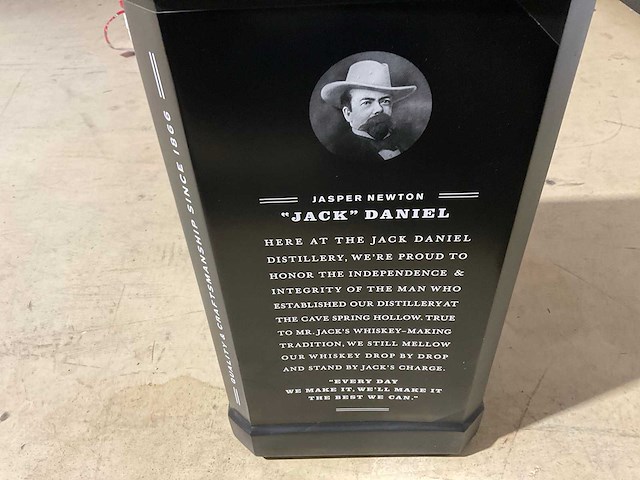 QUALITY & CRAFTSMANSHIP SINCE 1866
JASPER NEWTON
"JACK" DANIEL
HERE AT THE JACK DANIEL
DISTILLERY, WE'RE PROUD TO
HONOR THE INDEPENDENCE &
INTEGRITY OF THE MAN WHO
ESTABLISHED OUR DISTILLERY AT
THE CAVE SPRING HOLLOW. TRUE
TO MR. JACK'S WHISKEY-MAKING
TRADITION, WE STILL MELLOW
OUR WHISKEY DROP BY DROP
AND STAND BY JACK'S CHARGE.
"EVERY DAY
WE MAKE IT, WE'LL MAKE IT
THE BEST WE CAN."